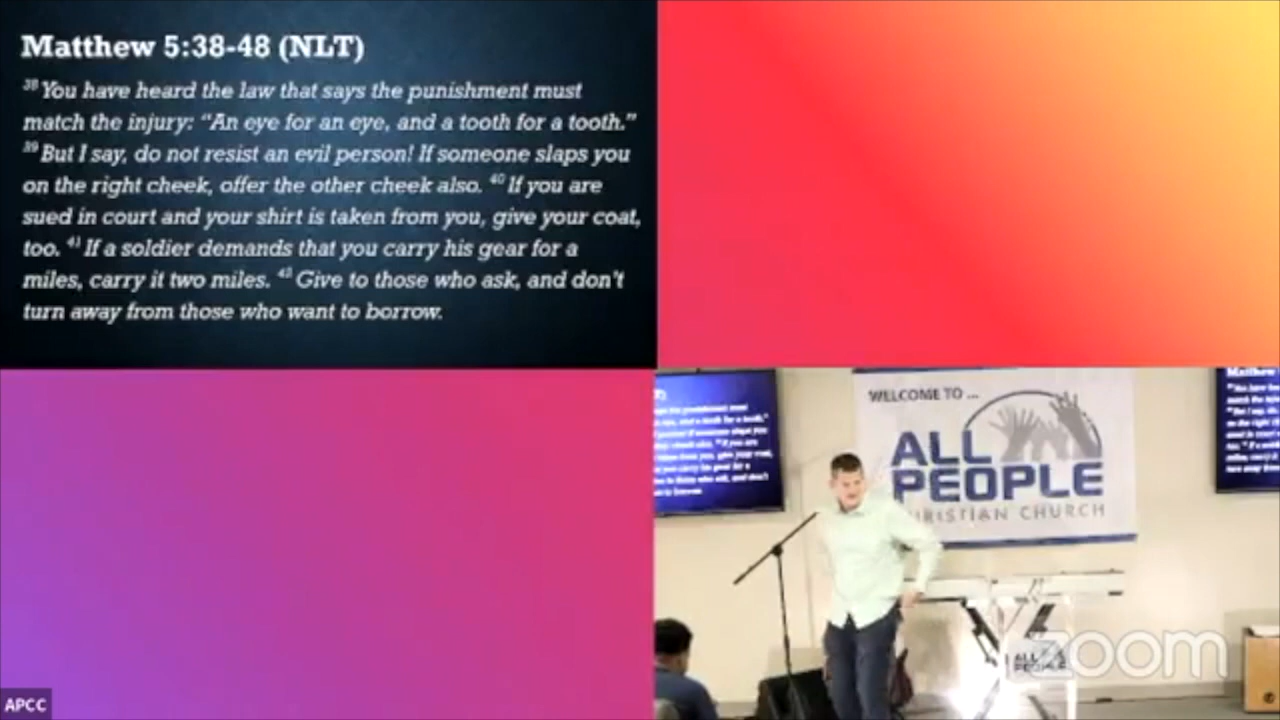 Matthew 5:38-48 (NLT)
38 You have heard the law that says the punishment must
match the injury: “An eye for an eye, and a tooth for a tooth.”
39 But I say, do not resist an evil person! If someone slaps you
on the right cheek, offer the other cheek also. 40 If you are
sued in court and your shirt is taken from you, give your coat,
too. 41 If a soldier demands that you carry his gear for a
miles, carry it two miles. 42 Give to those who ask, and don't
turn away from those who want to borrow.
WELCOME TO ...
ALL
PEOPLE
CHRISTIAN CHURCH
ALL
PEOPLE
zoom
APCC